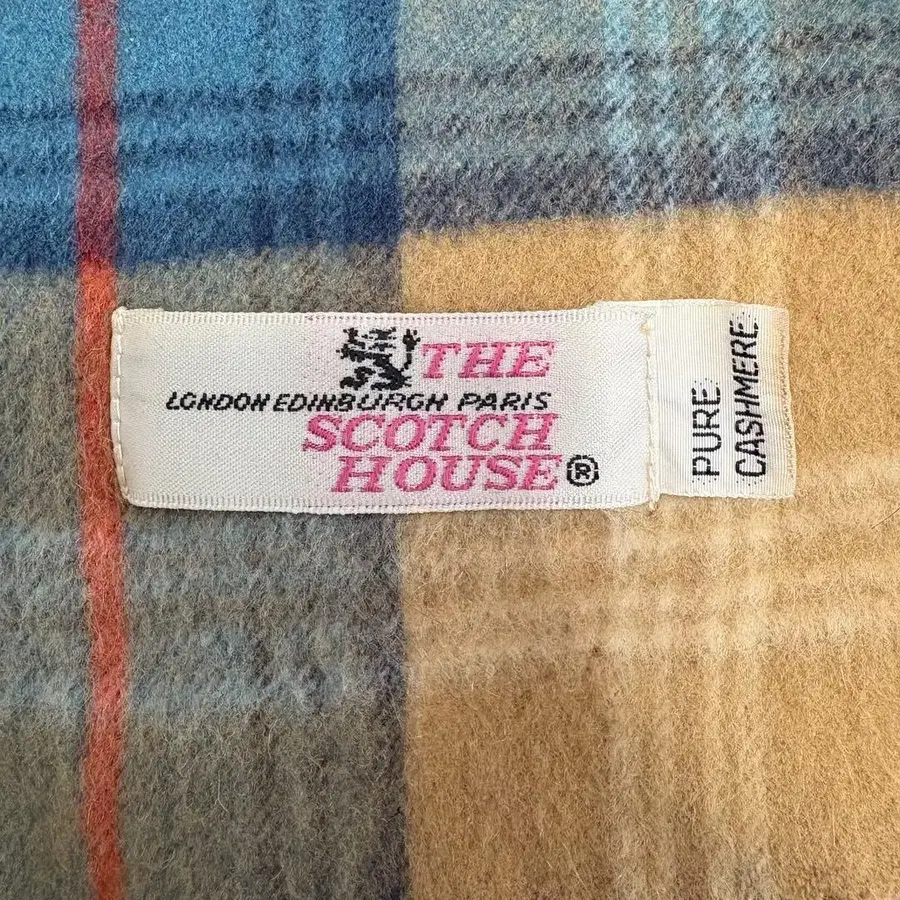 THE
LONDON EDINBURGH PARIS
SCOTCH
HOUSE®
PURE
CASHMERE